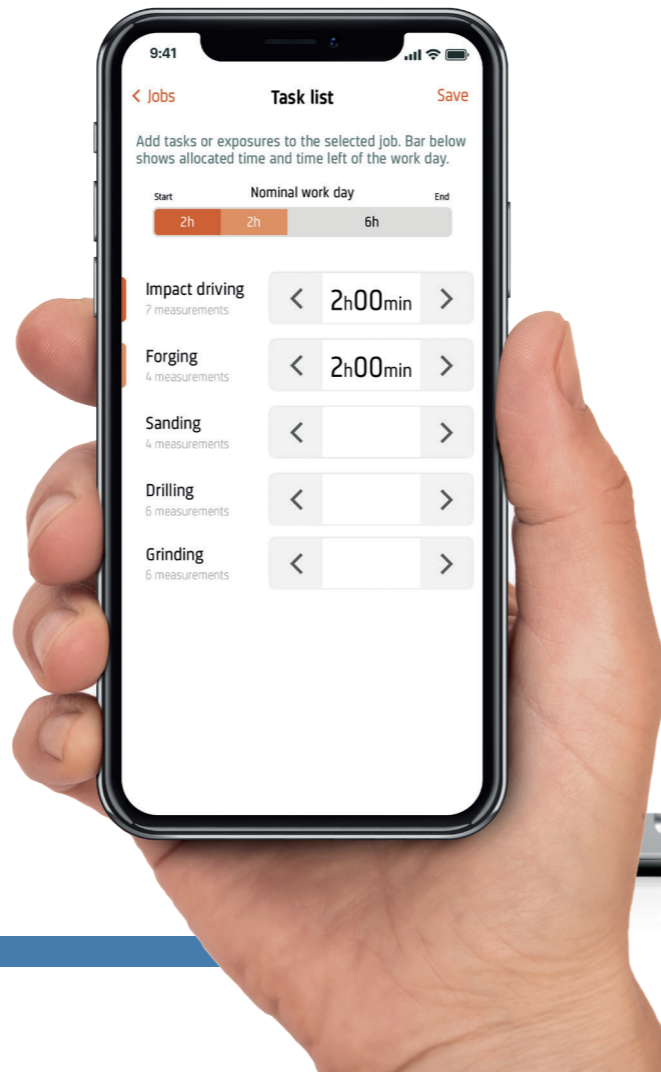 9:41
< Jobs Task list Save
Add tasks or exposures to the selected job. Bar below
shows allocated time and time left of the work day.
Start Nominal work day End
2h 2h 6h
Impact driving
7 measurements
2h00min
Forging
4 measurements
2h00min
Sanding
4 measurements
Drilling
6 measurements
Grinding
6 measurements